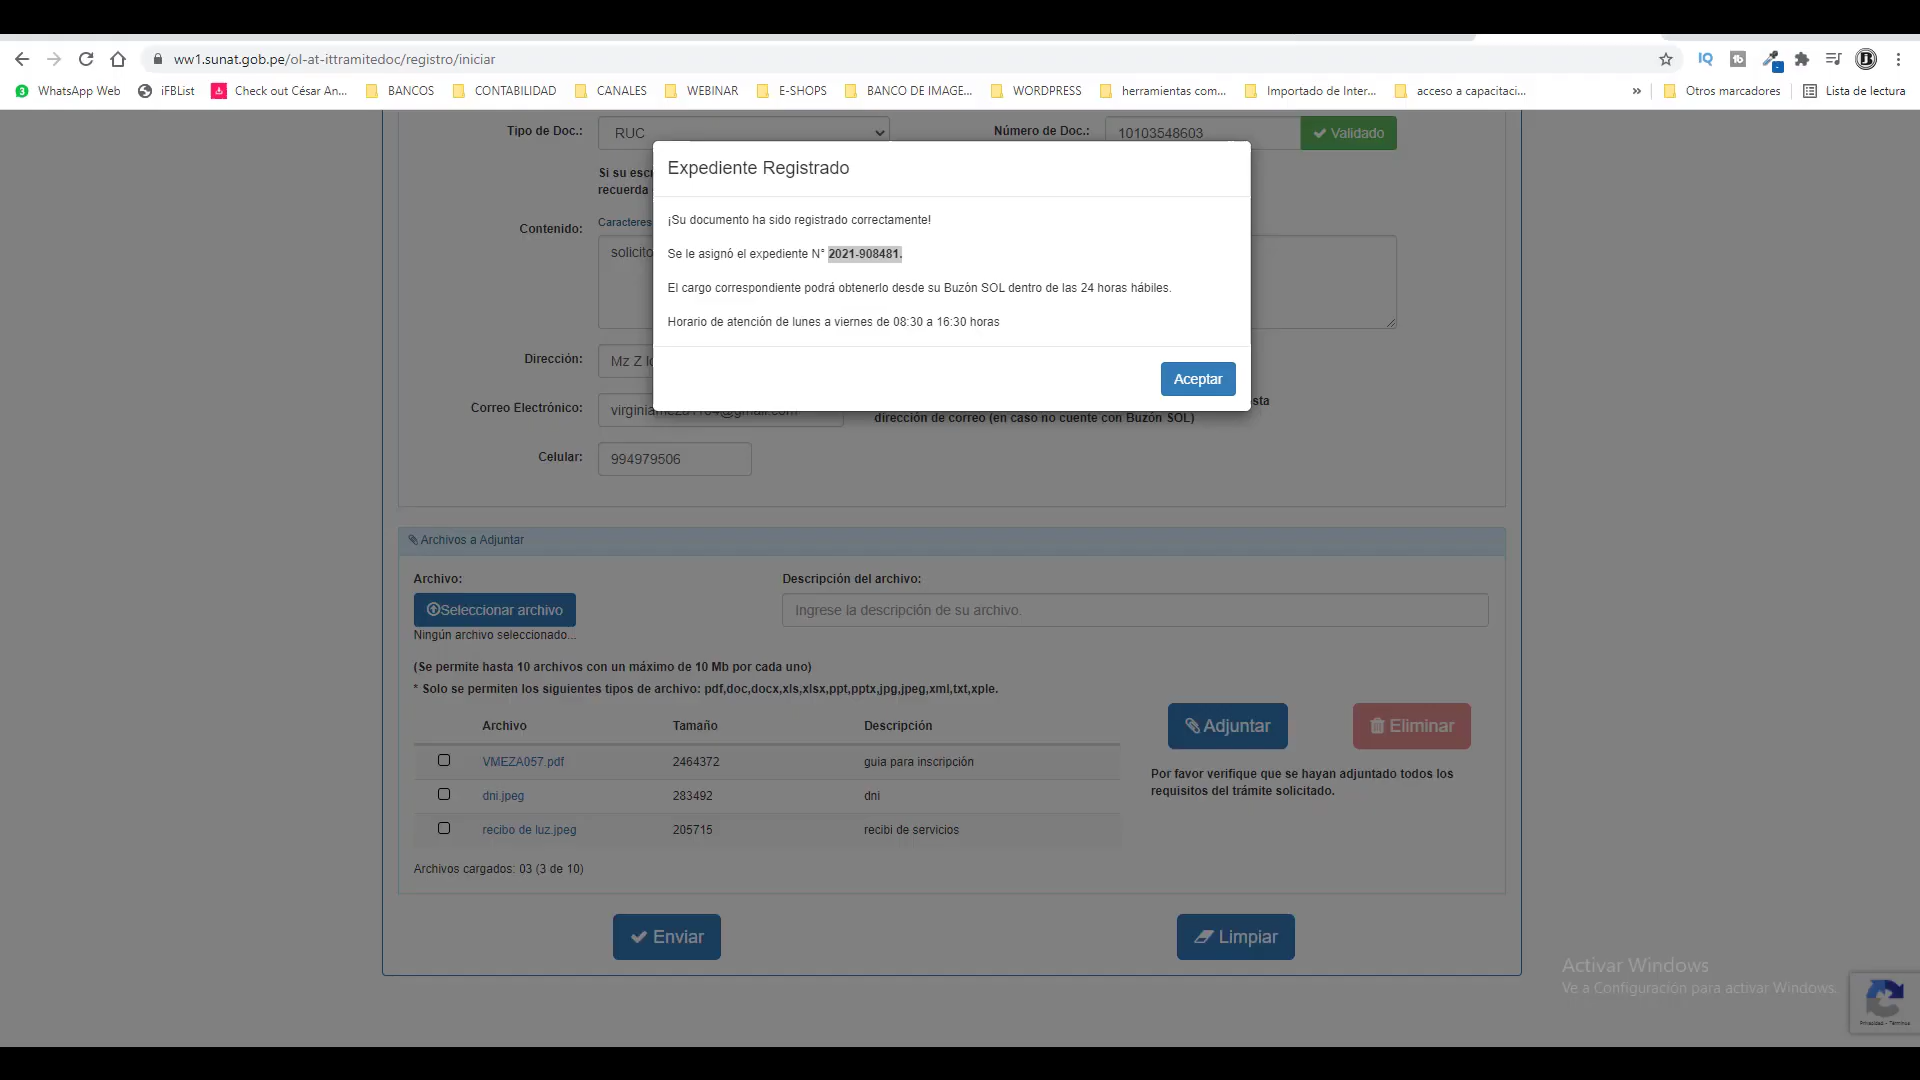 ww1.sunat.gob.pe/ol-at-ittramitedoc/registro/iniciar
WhatsApp Web
iFBList
Check out César An...
BANCOS
CONTABILIDAD
CANALES
WEBINAR
E-SHOPS
BANCO DE IMAGE...
WORDPRESS
herramientas com...
Importado de Inter...
acceso a capacitaci...
»
Otros marcadores
Lista de lectura
Tipo de Doc.:
RUC
Número de Doc.:
10103548603
Validado
Si su escr
recuerda
Expediente Registrado
¡Su documento ha sido registrado correctamente!
Se le asignó el expediente N° 2021-908481.
El cargo correspondiente podrá obtenerlo desde su Buzón SOL dentro de las 24 horas hábiles.
Horario de atención de lunes a viernes de 08:30 a 16:30 horas
Aceptar
Contenido:
Caracteres
solicito
Dirección:
Mz Z lo
Correo Electrónico:
sta
dirección de correo (en caso no cuente con Buzón SOL)
Celular:
994979506
Archivos a Adjuntar
Archivo:
Descripción del archivo:
Seleccionar archivo
Ingrese la descripción de su archivo.
Ningún archivo seleccionado...
(Se permite hasta 10 archivos con un máximo de 10 Mb por cada uno)
* Solo se permiten los siguientes tipos de archivo: pdf,doc,docx,xls,xlsx,ppt,pptx,jpg,jpeg,xml,txt,xple.
Archivo Tamaño Descripción
VMEZA057.pdf 2464372 guia para inscripción
dni.jpeg 283492 dni
recibo de luz.jpeg 205715 recibi de servicios
Archivos cargados: 03 (3 de 10)
Adjuntar
Eliminar
Por favor verifique que se hayan adjuntado todos los
requisitos del trámite solicitado.
Enviar
Limpiar
Activar Windows
Ve a Configuración para activar Windows.
Privacidad - Términos